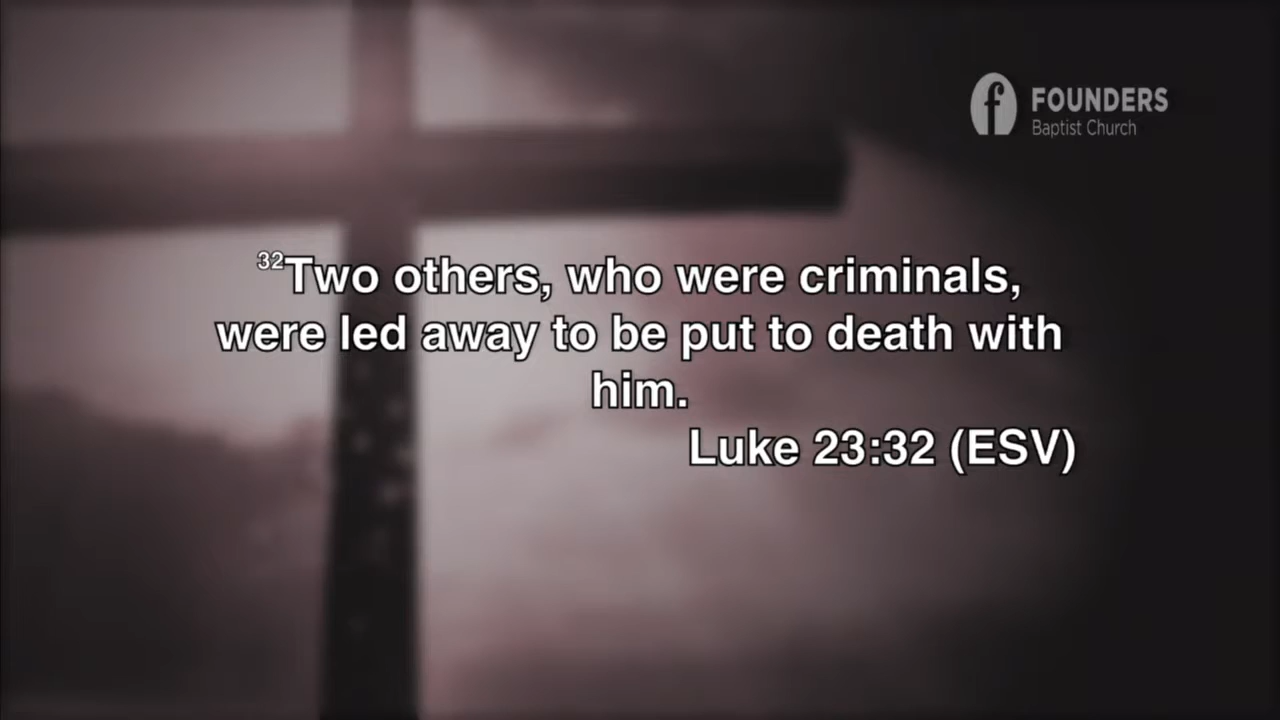 f FOUNDERS
Baptist Church
32Two others, who were criminals,
were led away to be put to death with
him.
Luke 23:32 (ESV)